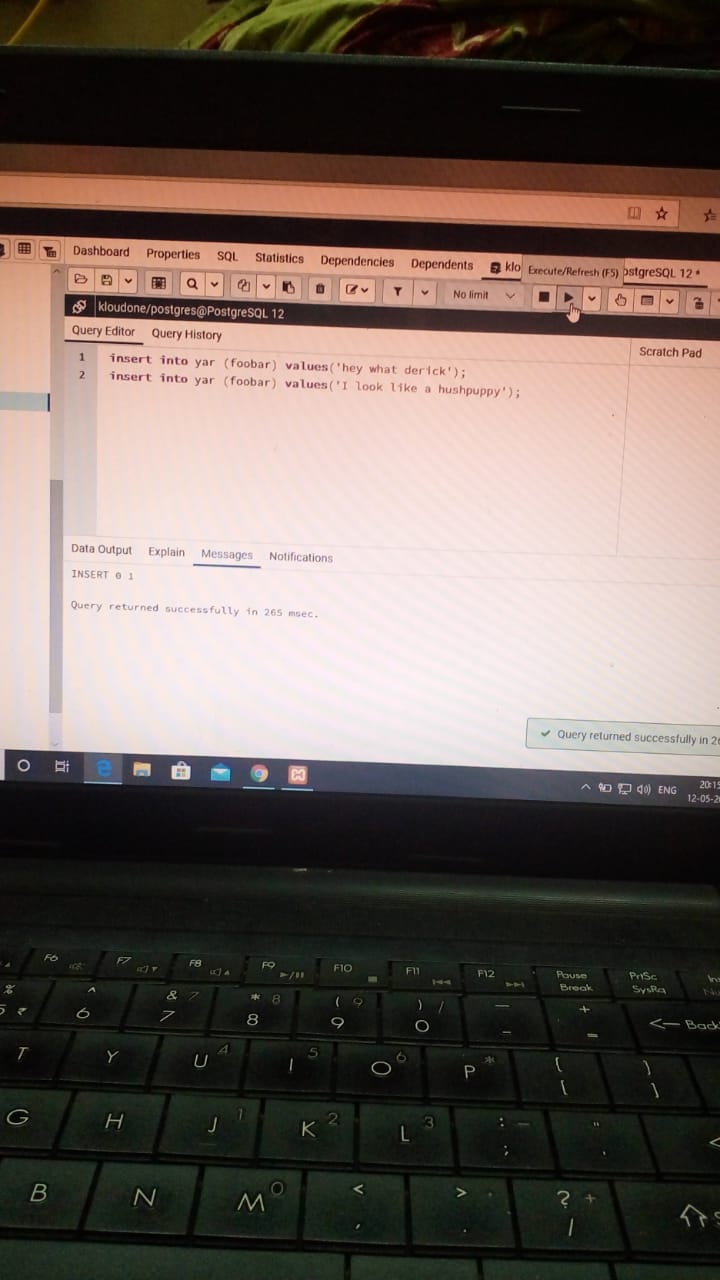 Dashboard Properties SQL Statistics Dependencies Dependents klo Execute/Refresh (F5) ostgreSQL 12 *
No limit
kloudone/postgres@PostgreSQL 12
Query Editor Query History Scratch Pad
1 insert into yar (foobar) values('hey what derick');
2 insert into yar (foobar) values('I look like a hushpuppy');
Data Output Explain Messages Notifications
INSERT 0 1
Query returned successfully in 265 msec.
Query returned successfully in 26
ENG
20:15
12-05-2
F6 F7 F8 F9 F10 F11 F12 Pause Break PrtSc SysRq
% ₹ ^ 6 & 7 7 * 8 8 ( 9 9 ) / 0 _ - + = Back
T Y U 4 I 5 O 6 P * { [ } ]
G H J 1 K 2 L 3 : ; " '
B N M 0 < , > . ? + /